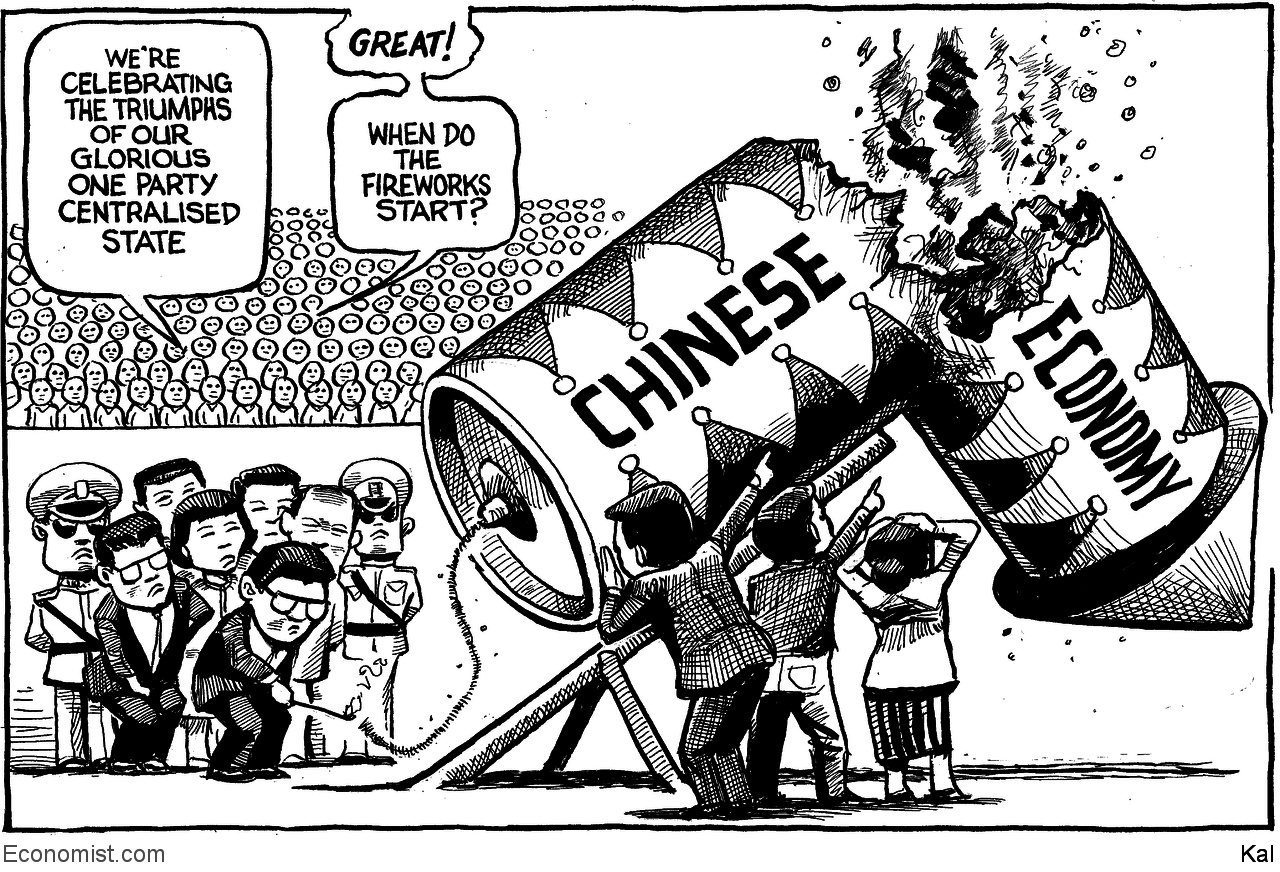 WE'RE
CELEBRATING
THE TRIUMPHS
OF OUR
GLORIOUS
ONE PARTY
CENTRALISED
STATE
GREAT!
WHEN DO
THE
FIREWORKS
START?
CHINESE
ECONOMY
Economist.com
Kal